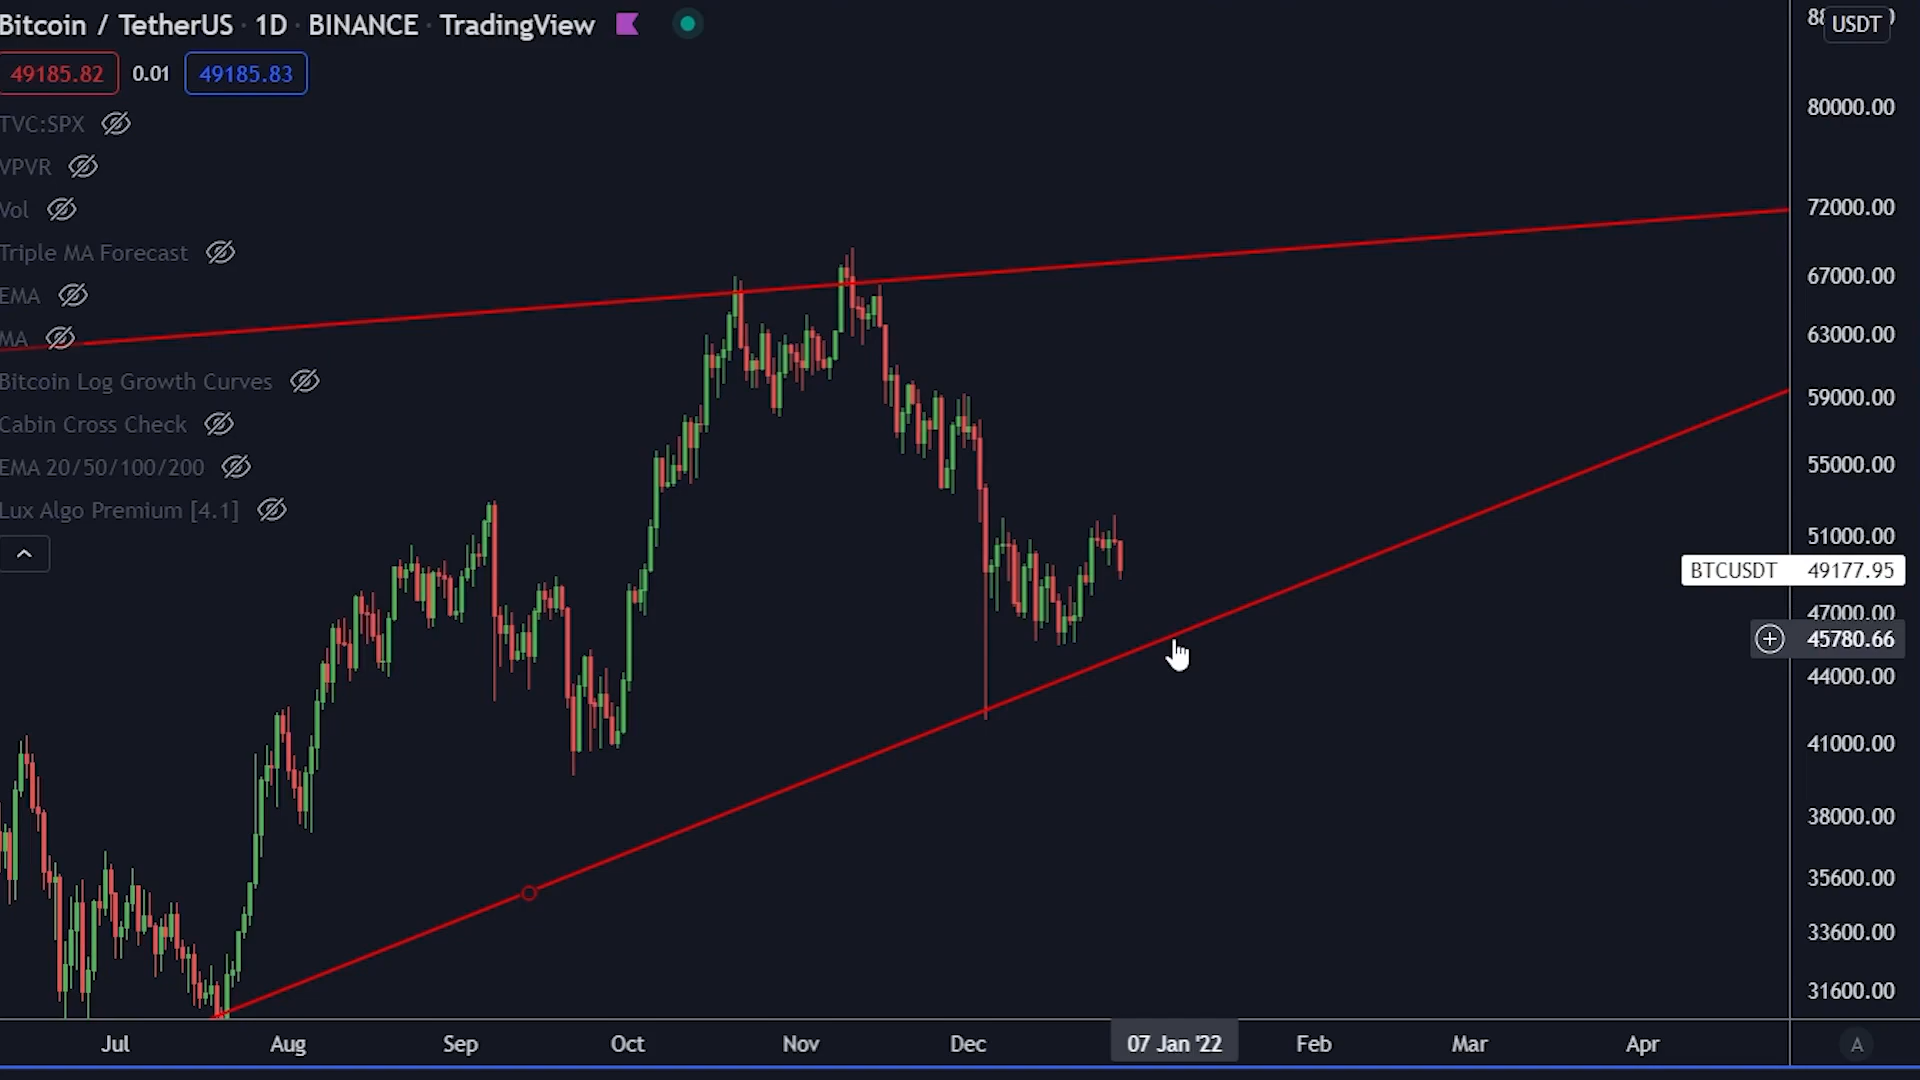 Bitcoin / TetherUS · 1D · BINANCE · TradingView
USDT
49185.82 0.01 49185.83
TVC:SPX
VPVR
Vol
Triple MA Forecast
EMA
MA
Bitcoin Log Growth Curves
Cabin Cross Check
EMA 20/50/100/200
Lux Algo Premium [4.1]
80000.00
72000.00
67000.00
63000.00
59000.00
55000.00
51000.00
BTCUSDT 49177.95
47000.00
45780.66
44000.00
41000.00
38000.00
35600.00
33600.00
31600.00
Jul Aug Sep Oct Nov Dec 07 Jan '22 Feb Mar Apr A